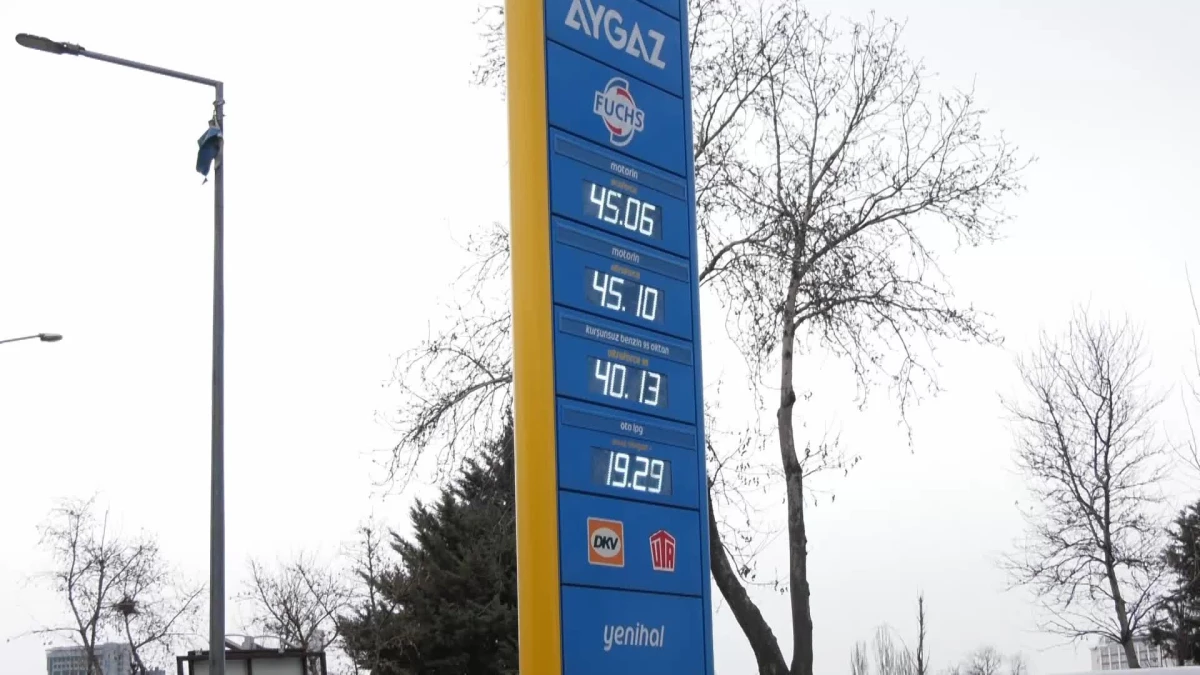 AYGAZ
FUCHS
motorin
45.06
motorin
45.10
kurşunsuz benzin 95 oktan
40.13
oto lpg
19.29
DKV
UTA
yenihal